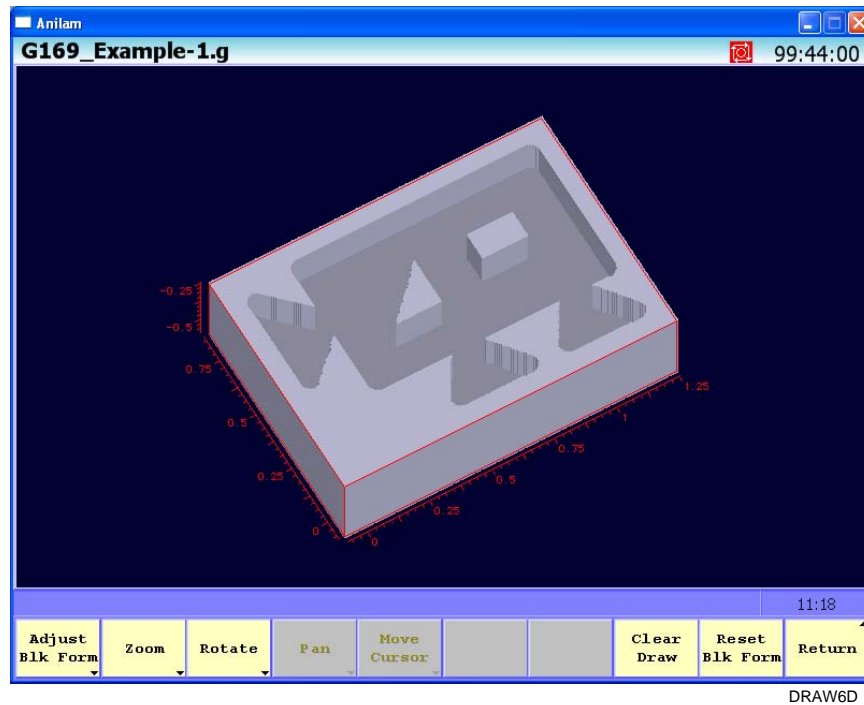 Anilam
G169_Example-1.g
99:44:00
-0.25
-0.5
0.75
0.5
0.25
0
0
0.25
0.5
0.75
1
1.25
11:18
Adjust
Blk Form
Zoom
Rotate
Pan
Move
Cursor
Clear
Draw
Reset
Blk Form
Return
DRAW6D